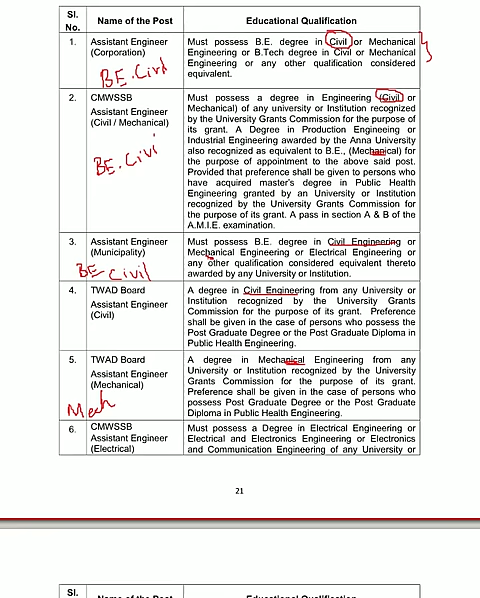 Sl. No. Name of the Post Educational Qualification
1. Assistant Engineer Must possess B.E. degree in Civil or Mechanical
(Corporation) Engineering or B.Tech degree in Civil or Mechanical
Engineering or any other qualification considered
equivalent.
BE. Civil
2. CMWSSB Must possess a degree in Engineering (Civil or
Assistant Engineer Mechanical) of any university or Institution recognized
(Civil / Mechanical) by the University Grants Commission for the purpose of
its grant. A Degree in Production Engineeing or
Industrial Engineering awarded by the Anna University
also recognized as equivalent to B.E., (Mechanical) for
the purpose of appointment to the above said post.
Provided that preference shall be given to persons who
have acquired master's degree in Public Health
Engineering granted by an University or Institution
recognized by the University Grants Commission for
the purpose of its grant. A pass in section A & B of the
A.M.I.E. examination.
BE. Civi
3. Assistant Engineer Must possess B.E. degree in Civil Engineering or
(Municipality) Mechanical Engineering or Electrical Engineering or
any other qualification considered equivalent thereto
awarded by any University or Institution.
BE Civil
4. TWAD Board A degree in Civil Engineering from any University or
Assistant Engineer Institution recognized by the University Grants
(Civil) Commission for the purpose of its grant. Preference
shall be given in the case of persons who possess the
Post Graduate Degree or the Post Graduate Diploma in
Public Health Engineering.
5. TWAD Board A degree in Mechanical Engineering from any
Assistant Engineer University or Institution recognized by the University
(Mechanical) Grants Commission for the purpose of its grant.
Preference shall be given in the case of persons who
possess Post Graduate Degree or the Post Graduate
Diploma in Public Health Engineering.
Mech
6. CMWSSB Must possess a Degree in Electrical Engineering or
Assistant Engineer Electrical and Electronics Engineering or Electronics
(Electrical) and Communication Engineering of any University or
21
Sl.
Name of the Post Educational Qualification